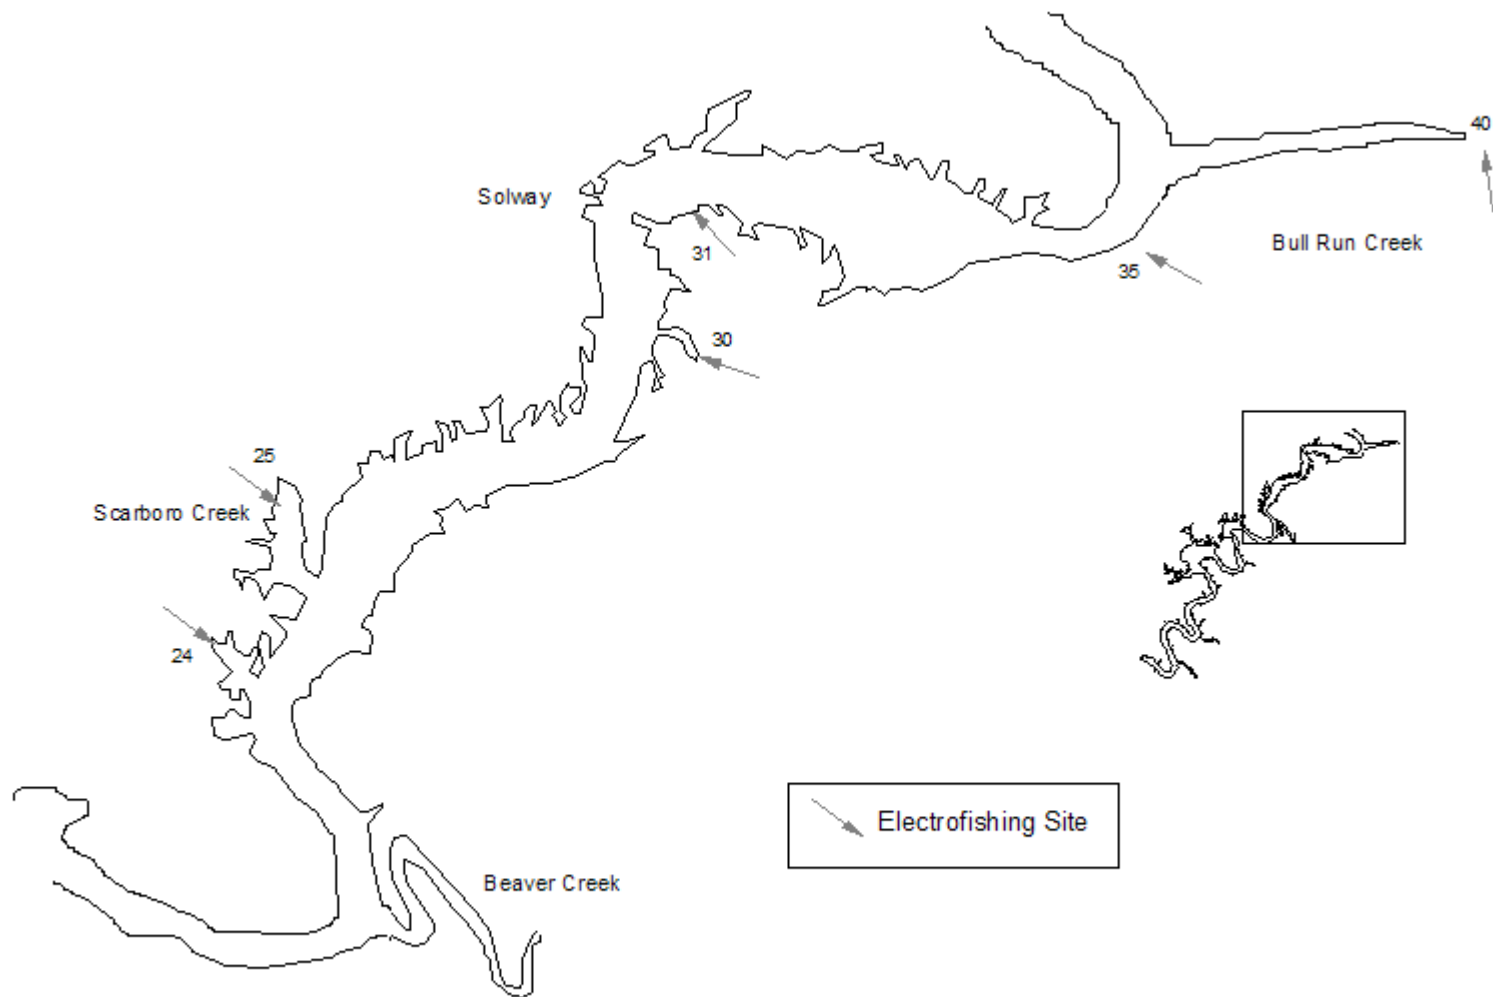 40
Solway
Bull Run Creek
31
35
30
25
Scarboro Creek
24
Electrofishing Site
Beaver Creek